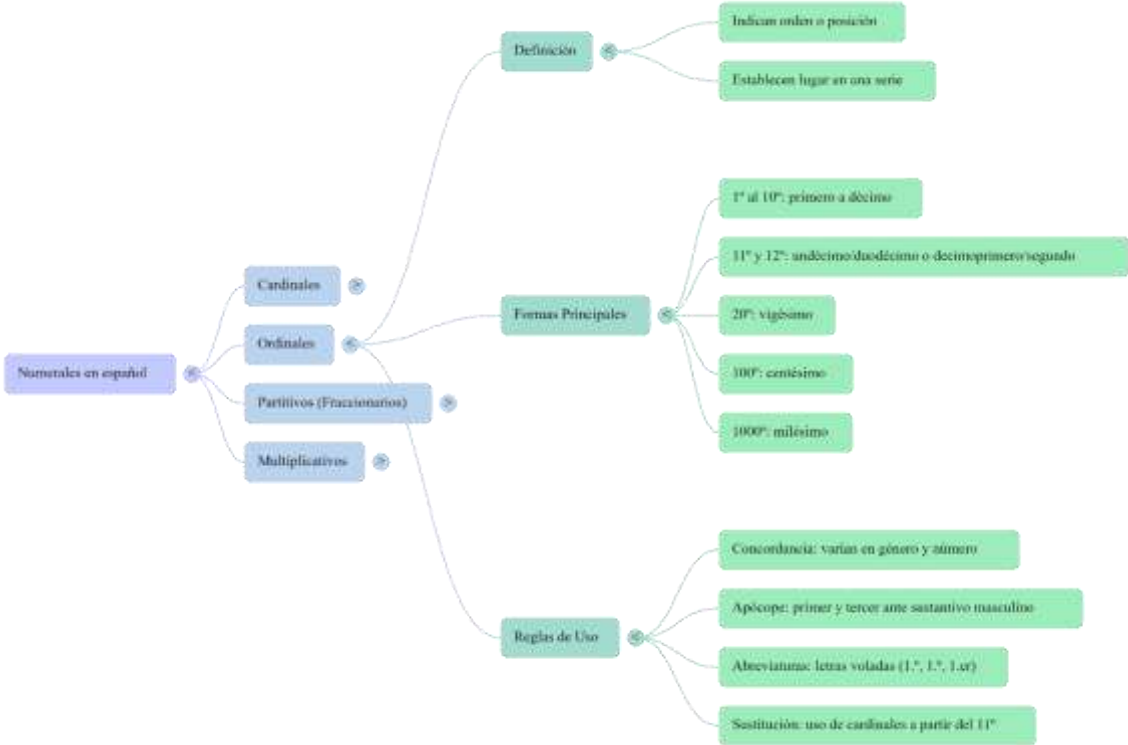 Numerales en español
Cardinales
Ordinales
Partitivos (Fraccionarios)
Multiplicativos
Definición
Indican orden o posición
Establecen lugar en una serie
Formas Principales
1º al 10º: primero a décimo
11º y 12º: undécimo/duodécimo o decimoprimero/segundo
20º: vigésimo
100º: centésimo
1000º: milésimo
Reglas de Uso
Concordancia: varían en género y número
Apócope: primer y tercer ante sustantivo masculino
Abreviaturas: letras voladas (1.º, 1.ª, 1.er)
Sustitución: uso de cardinales a partir del 11º